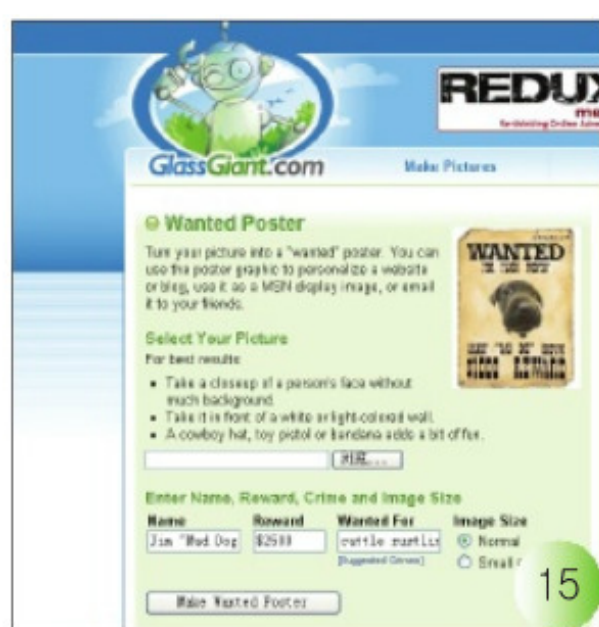 REDUX
GlassGiant.com
Make Pictures
Wanted Poster
Turn your picture into a "wanted" poster. You can
use the poster graphic to personalize a website
or blog, use it as a MSN display image, or email
it to your friends.
WANTED
REWARD
Select Your Picture
For best results:
• Take a closeup of a person's face without
much background.
• Take it in front of a white or light-colored wall.
• A cowboy hat, toy pistol or bandana adds a bit of fun.
Enter Name, Reward, Crime and Image Size
Name Reward Wanted For Image Size
Jim "Mad Dog $2500 cattle rustlin Normal
[Suggested Crimes] Small
Make Wanted Poster
15